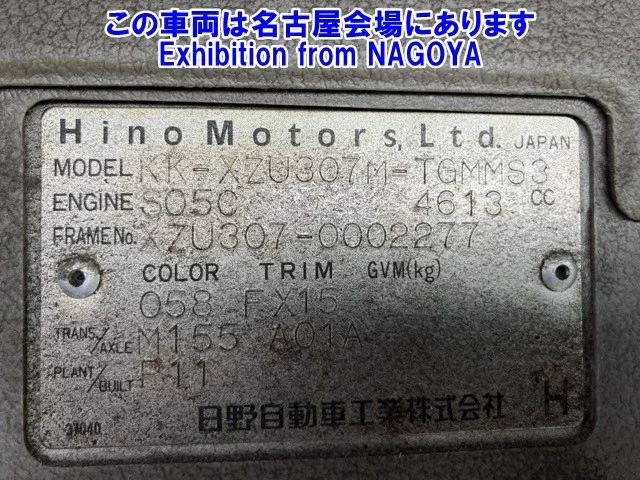 この車両は名古屋会場にあります
Exhibition from NAGOYA
Hino Motors, Ltd. JAPAN
MODEL KK-XZU307M-TGMMS3
ENGINE S05C 4613 CC
FRAME No. XZU307-0002277
COLOR TRIM GVM(kg)
058 FX15
TRANS/AXLE M155 A01A
PLANT/BUILT P11
37040 日野自動車工業株式会社 H